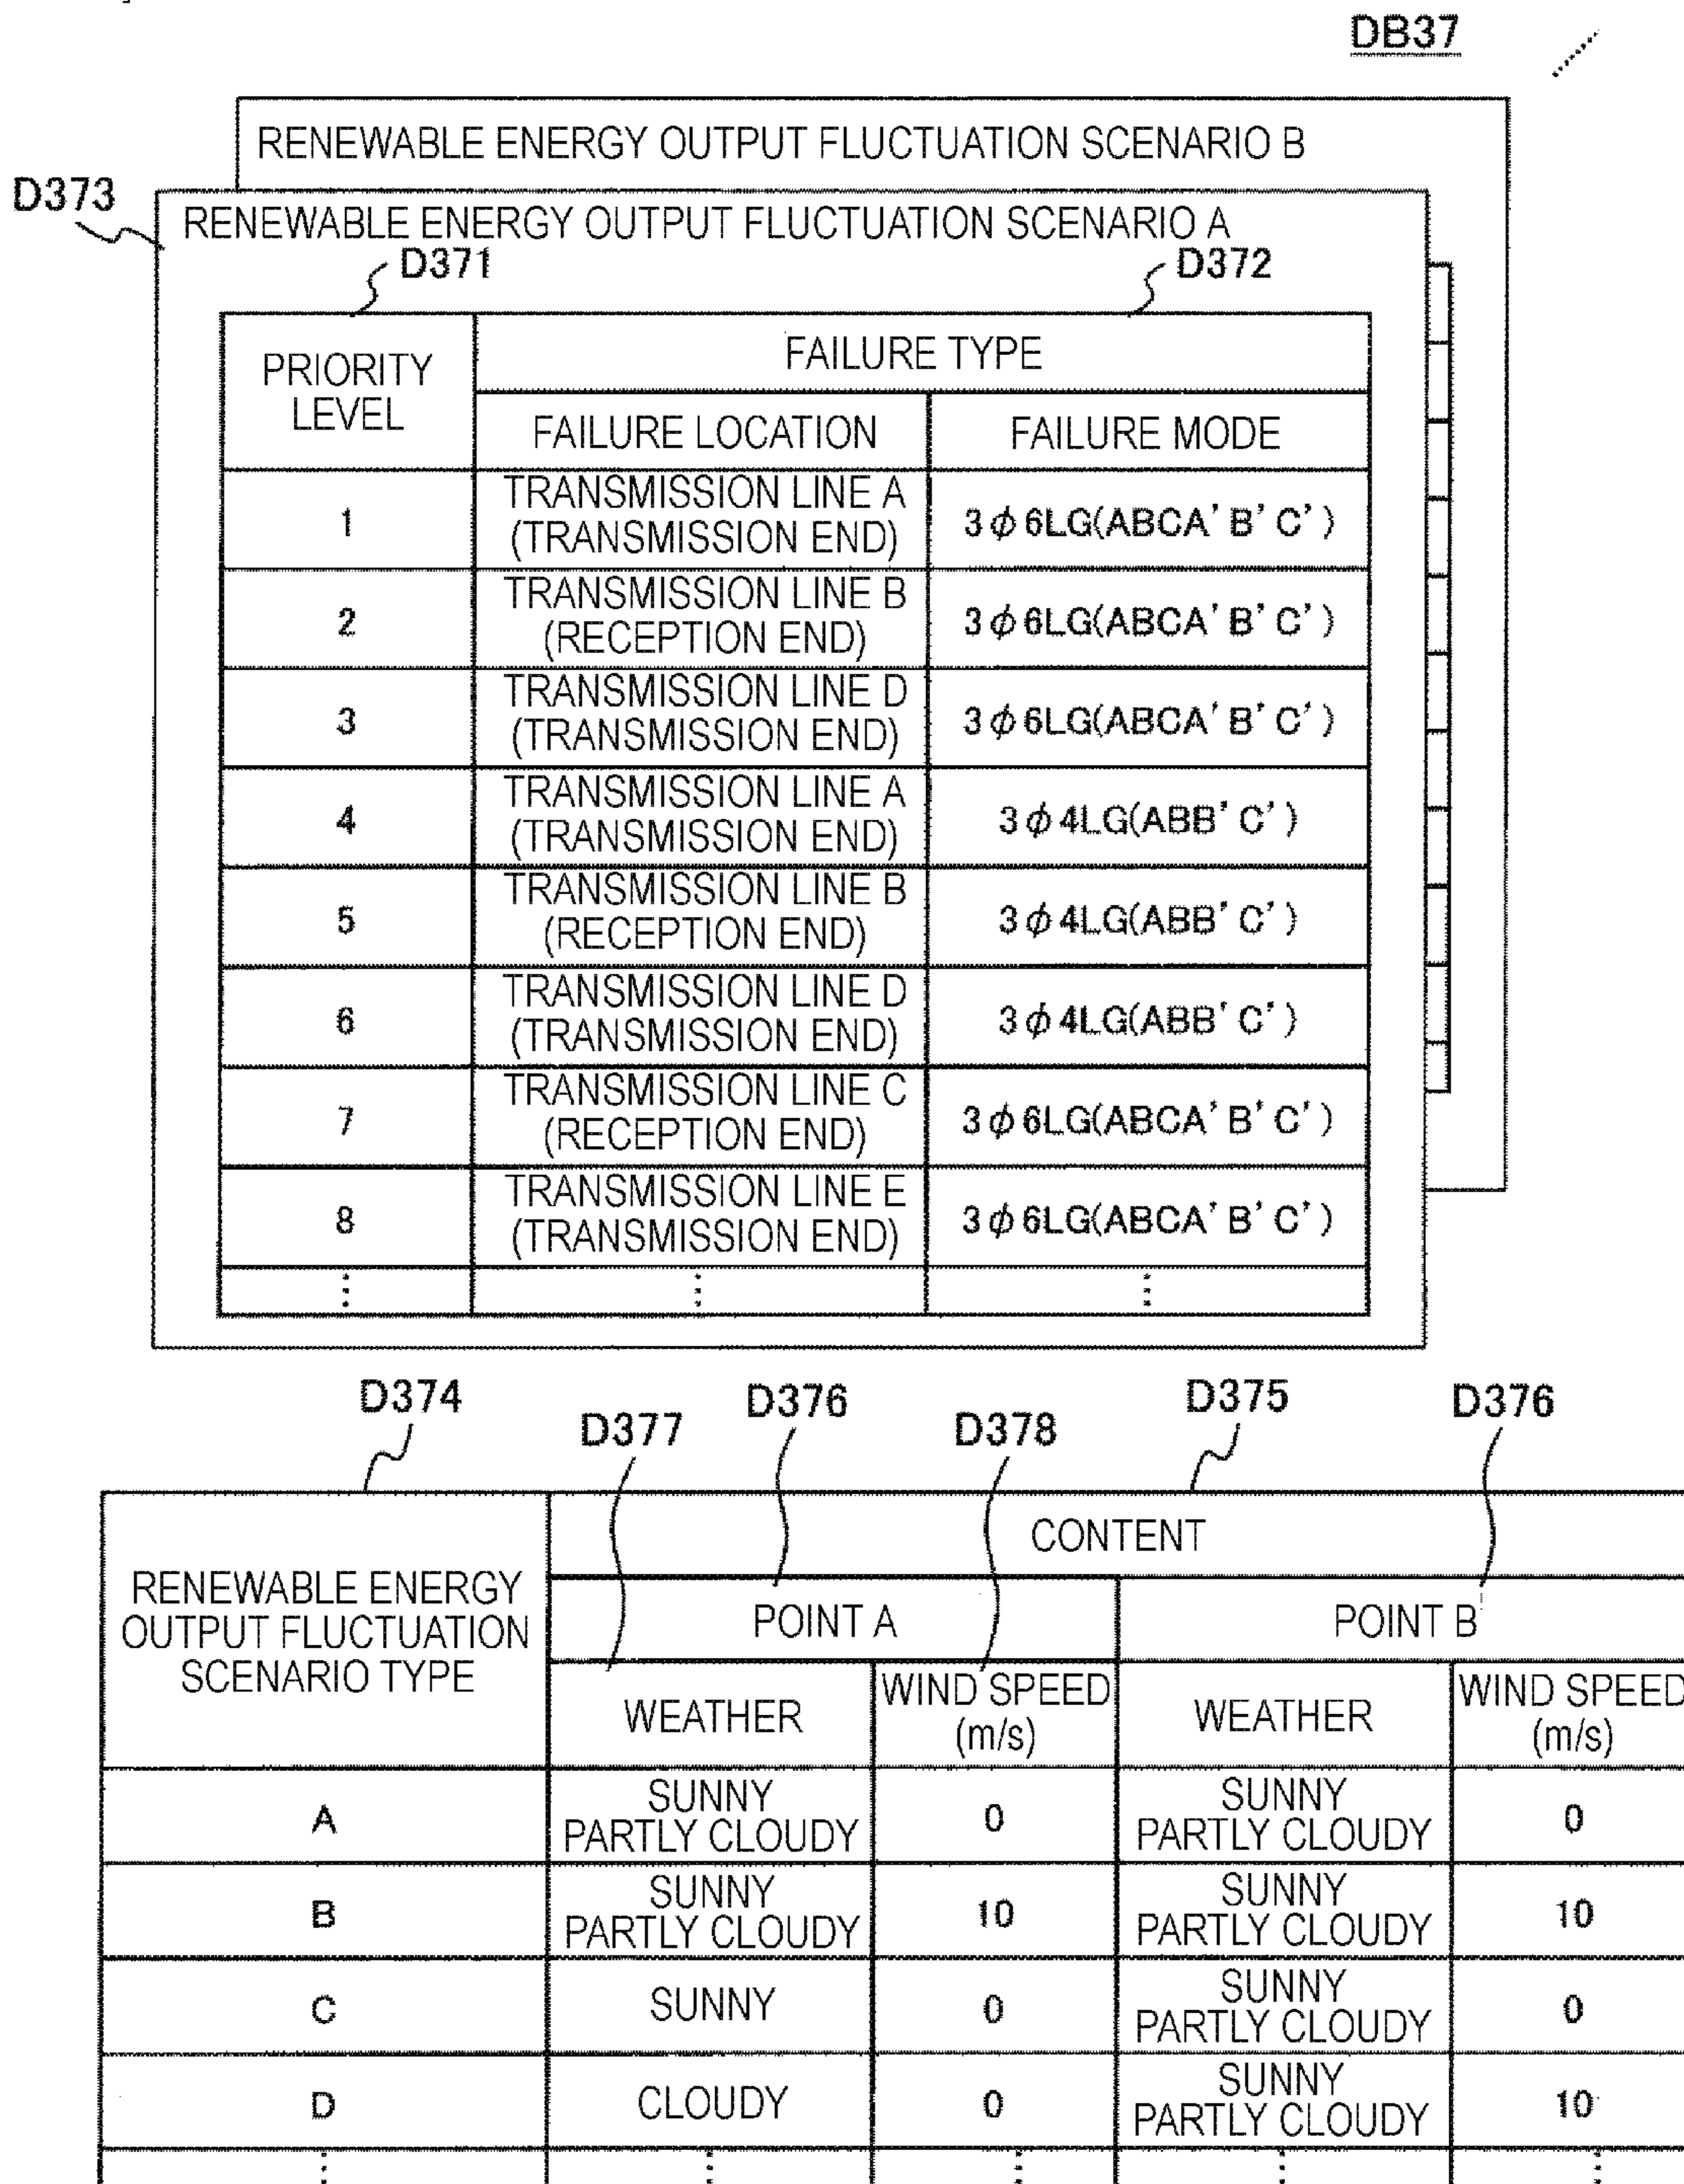 DB37
RENEWABLE ENERGY OUTPUT FLUCTUATION SCENARIO B
D373
RENEWABLE ENERGY OUTPUT FLUCTUATION SCENARIO A
D371
D372
PRIORITY
LEVEL
FAILURE TYPE
FAILURE LOCATION
FAILURE MODE
1
TRANSMISSION LINE A
(TRANSMISSION END)
3φ6LG(ABCA'B'C')
2
TRANSMISSION LINE B
(RECEPTION END)
3φ6LG(ABCA'B'C')
3
TRANSMISSION LINE D
(TRANSMISSION END)
3φ6LG(ABCA'B'C')
4
TRANSMISSION LINE A
(TRANSMISSION END)
3φ4LG(ABB'C')
5
TRANSMISSION LINE B
(RECEPTION END)
3φ4LG(ABB'C')
6
TRANSMISSION LINE D
(TRANSMISSION END)
3φ4LG(ABB'C')
7
TRANSMISSION LINE C
(RECEPTION END)
3φ6LG(ABCA'B'C')
8
TRANSMISSION LINE E
(TRANSMISSION END)
3φ6LG(ABCA'B'C')
D374
D377
D376
D378
D375
D376
RENEWABLE ENERGY
OUTPUT FLUCTUATION
SCENARIO TYPE
CONTENT
POINT A
POINT B
WEATHER
WIND SPEED
(m/s)
WEATHER
WIND SPEED
(m/s)
A
SUNNY
PARTLY CLOUDY
0
SUNNY
PARTLY CLOUDY
0
B
SUNNY
PARTLY CLOUDY
10
SUNNY
PARTLY CLOUDY
10
C
SUNNY
0
SUNNY
PARTLY CLOUDY
0
D
CLOUDY
0
SUNNY
PARTLY CLOUDY
10